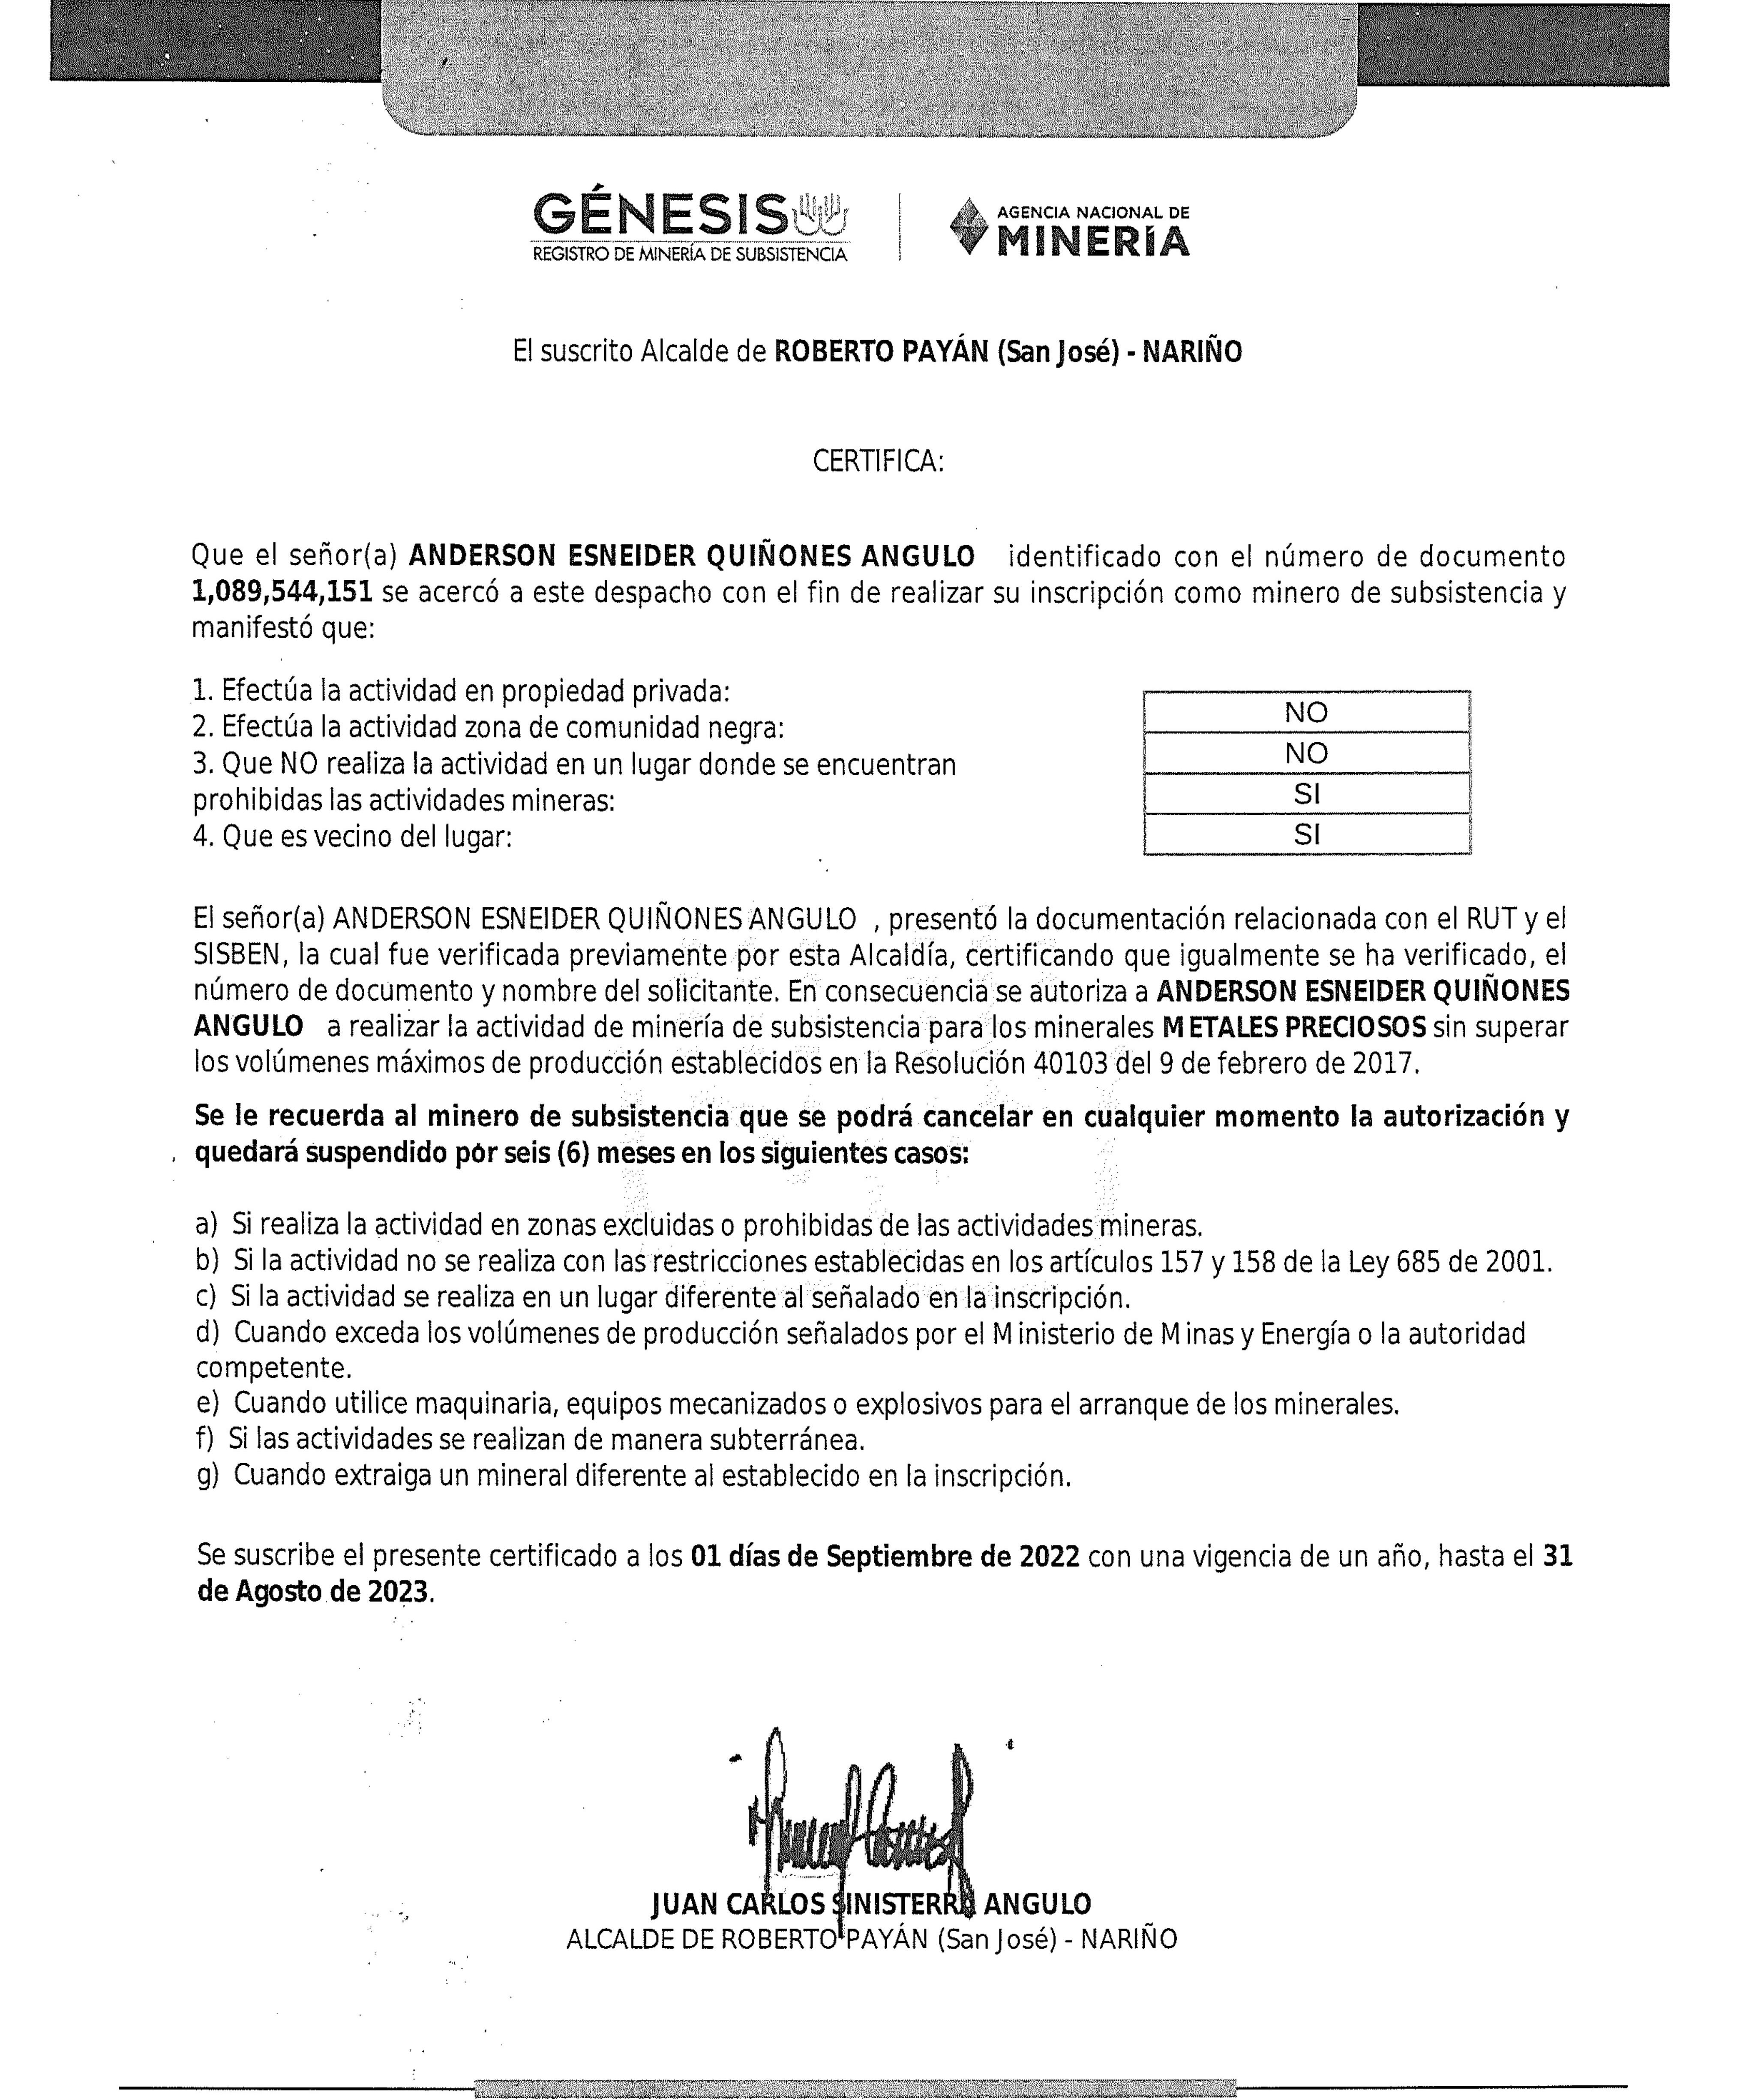 GÉNESIS
REGISTRO DE MINERÍA DE SUBSISTENCIA
AGENCIA NACIONAL DE
MINERÍA
El suscrito Alcalde de ROBERTO PAYÁN (San José) - NARIÑO
CERTIFICA:
Que el señor(a) ANDERSON ESNEIDER QUIÑONES ANGULO identificado con el número de documento
1,089,544,151 se acercó a este despacho con el fin de realizar su inscripción como minero de subsistencia y
manifestó que:
1. Efectúa la actividad en propiedad privada:
NO
2. Efectúa la actividad zona de comunidad negra:
NO
3. Que NO realiza la actividad en un lugar donde se encuentran
prohibidas las actividades mineras:
SI
4. Que es vecino del lugar:
SI
El señor(a) ANDERSON ESNEIDER QUIÑONES ANGULO , presentó la documentación relacionada con el RUT y el
SISBEN, la cual fue verificada previamente por esta Alcaldía, certificando que igualmente se ha verificado, el
número de documento y nombre del solicitante. En consecuencia se autoriza a ANDERSON ESNEIDER QUIÑONES
ANGULO a realizar la actividad de minería de subsistencia para los minerales METALES PRECIOSOS sin superar
los volúmenes máximos de producción establecidos en la Resolución 40103 del 9 de febrero de 2017.
Se le recuerda al minero de subsistencia que se podrá cancelar en cualquier momento la autorización y
quedará suspendido por seis (6) meses en los siguientes casos:
a) Si realiza la actividad en zonas excluidas o prohibidas de las actividades mineras.
b) Si la actividad no se realiza con las restricciones establecidas en los artículos 157 y 158 de la Ley 685 de 2001.
c) Si la actividad se realiza en un lugar diferente al señalado en la inscripción.
d) Cuando exceda los volúmenes de producción señalados por el Ministerio de Minas y Energía o la autoridad
competente.
e) Cuando utilice maquinaria, equipos mecanizados o explosivos para el arranque de los minerales.
f) Si las actividades se realizan de manera subterránea.
g) Cuando extraiga un mineral diferente al establecido en la inscripción.
Se suscribe el presente certificado a los 01 días de Septiembre de 2022 con una vigencia de un año, hasta el 31
de Agosto de 2023.
JUAN CARLOS SINISTERRA ANGULO
ALCALDE DE ROBERTO PAYÁN (San José) - NARIÑO